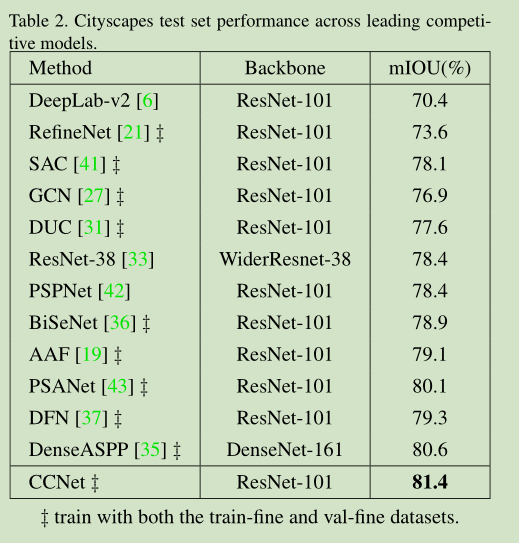 Table 2. Cityscapes test set performance across leading competi-
tive models.
Method Backbone mIOU(%)
DeepLab-v2 [6] ResNet-101 70.4
RefineNet [21] ‡ ResNet-101 73.6
SAC [41] ‡ ResNet-101 78.1
GCN [27] ‡ ResNet-101 76.9
DUC [31] ‡ ResNet-101 77.6
ResNet-38 [33] WiderResnet-38 78.4
PSPNet [42] ResNet-101 78.4
BiSeNet [36] ‡ ResNet-101 78.9
AAF [19] ‡ ResNet-101 79.1
PSANet [43] ‡ ResNet-101 80.1
DFN [37] ‡ ResNet-101 79.3
DenseASPP [35] ‡ DenseNet-161 80.6
CCNet ‡ ResNet-101 81.4
‡ train with both the train-fine and val-fine datasets.